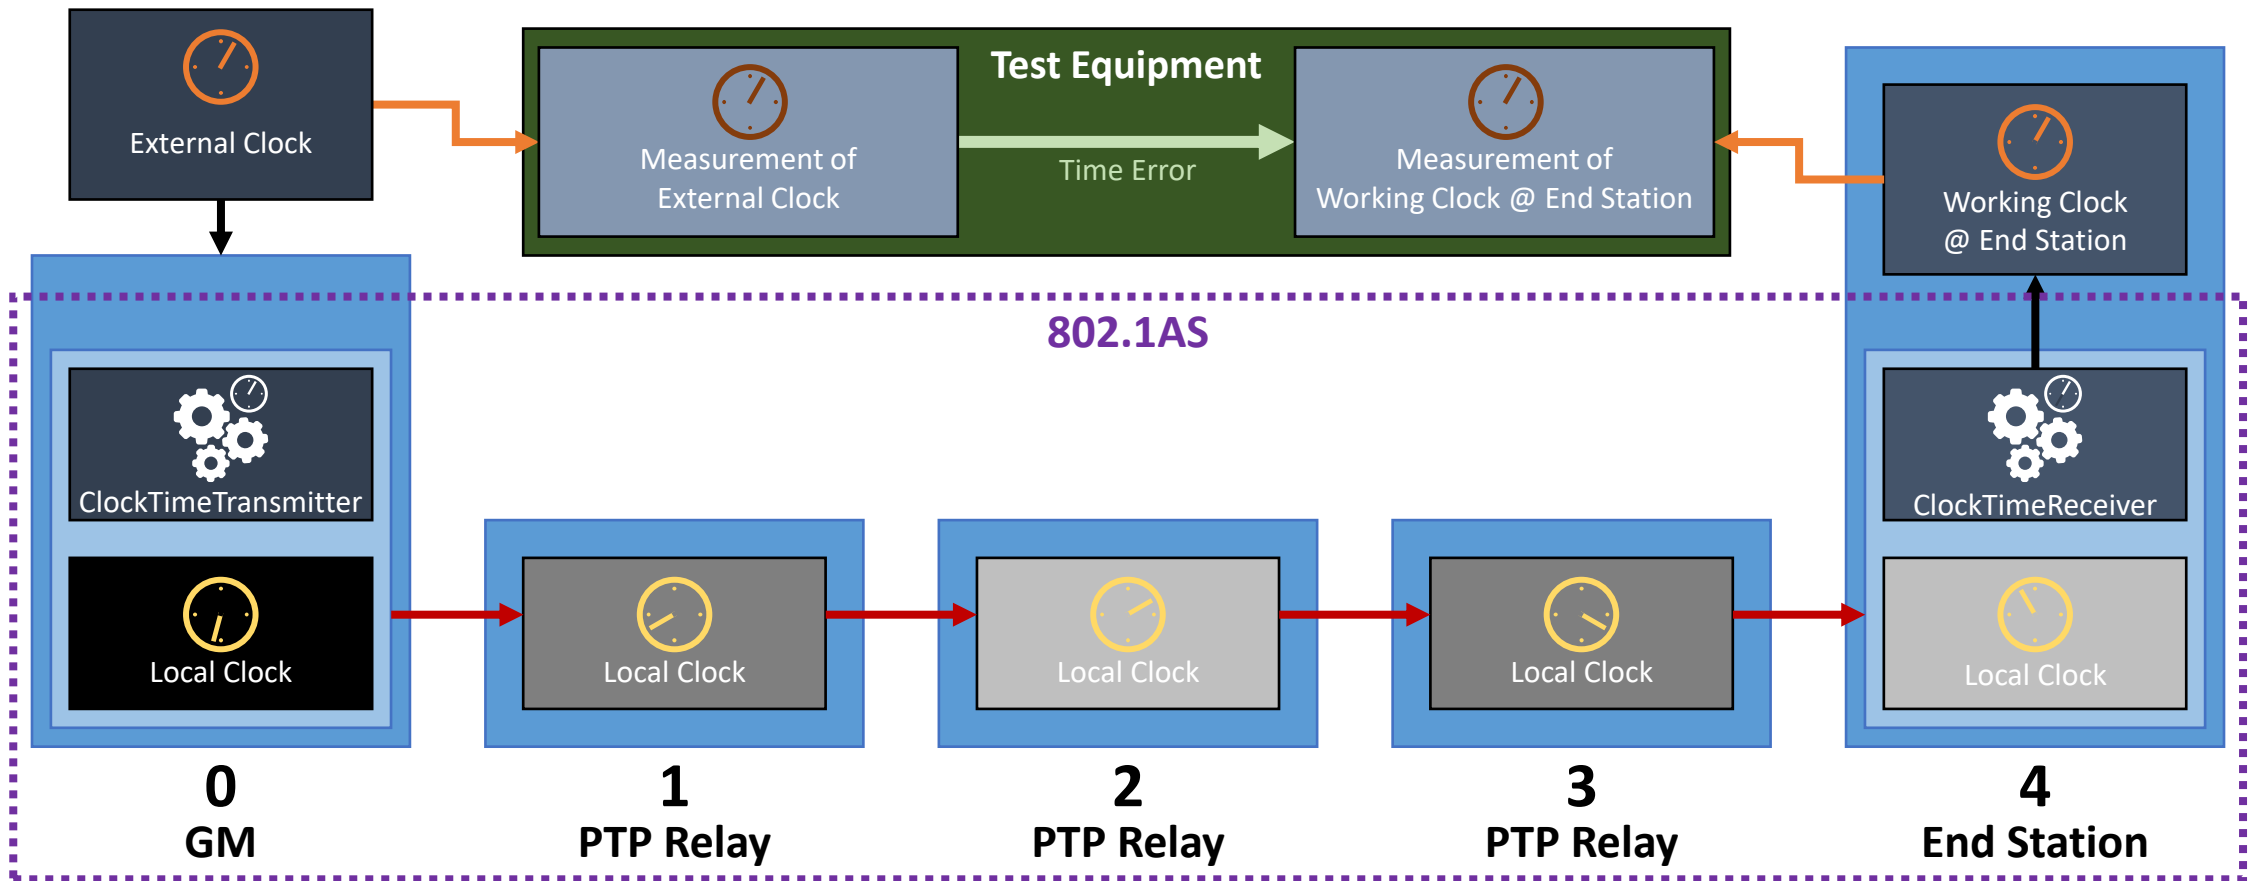 External Clock
Test Equipment
Measurement of
External Clock
Time Error
Measurement of
Working Clock @ End Station
Working Clock
@ End Station
802.1AS
ClockTimeTransmitter
ClockTimeReceiver
Local Clock
Local Clock
Local Clock
Local Clock
Local Clock
0
GM
1
PTP Relay
2
PTP Relay
3
PTP Relay
4
End Station